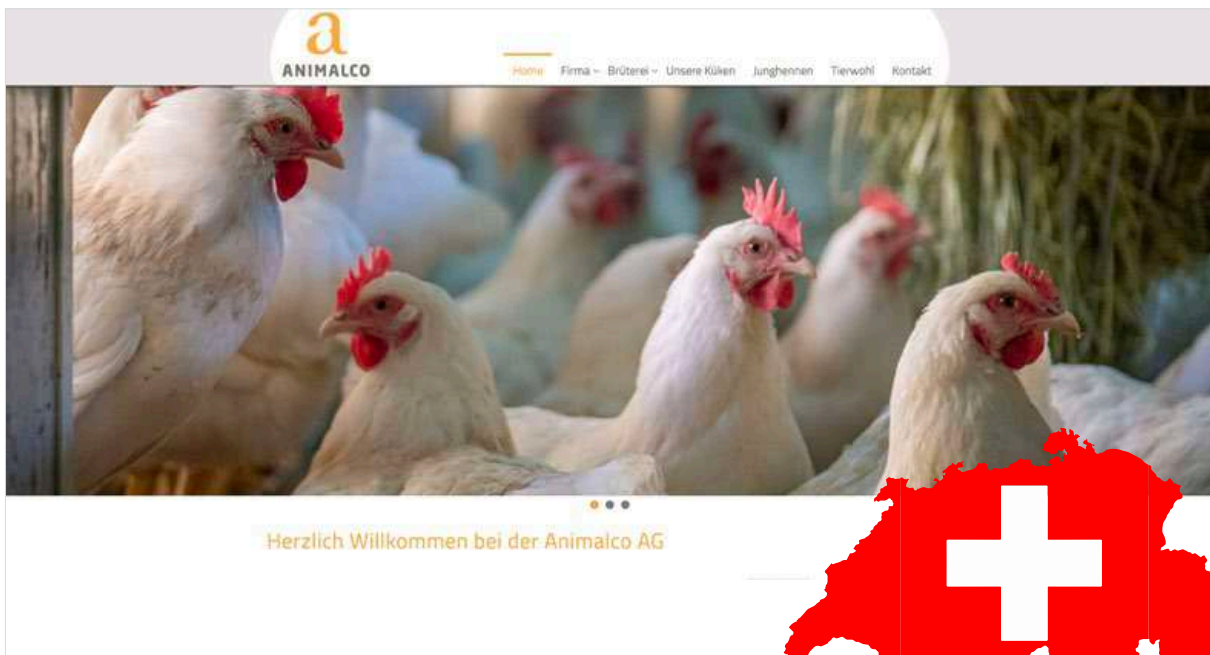 a
ANIMALCO
Home Firma Brüterei Unsere Küken Junghennen Tierwohl Kontakt
Herzlich Willkommen bei der Animalco AG